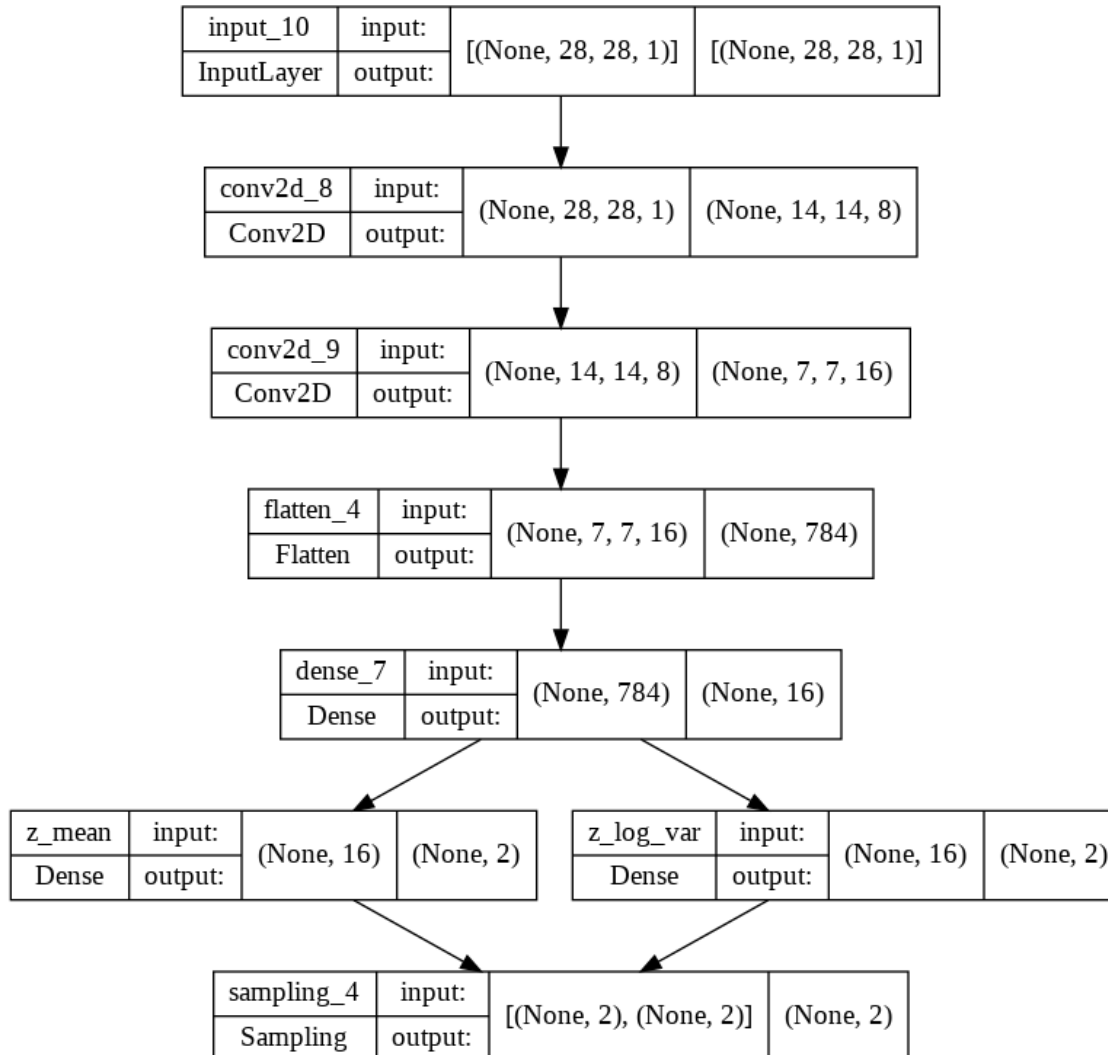 input_10 input: [(None, 28, 28, 1)] [(None, 28, 28, 1)]
InputLayer output:
conv2d_8 input: (None, 28, 28, 1) (None, 14, 14, 8)
Conv2D output:
conv2d_9 input: (None, 14, 14, 8) (None, 7, 7, 16)
Conv2D output:
flatten_4 input: (None, 7, 7, 16) (None, 784)
Flatten output:
dense_7 input: (None, 784) (None, 16)
Dense output:
z_mean input: (None, 16) (None, 2)
Dense output:
z_log_var input: (None, 16) (None, 2)
Dense output:
sampling_4 input: [(None, 2), (None, 2)] (None, 2)
Sampling output: